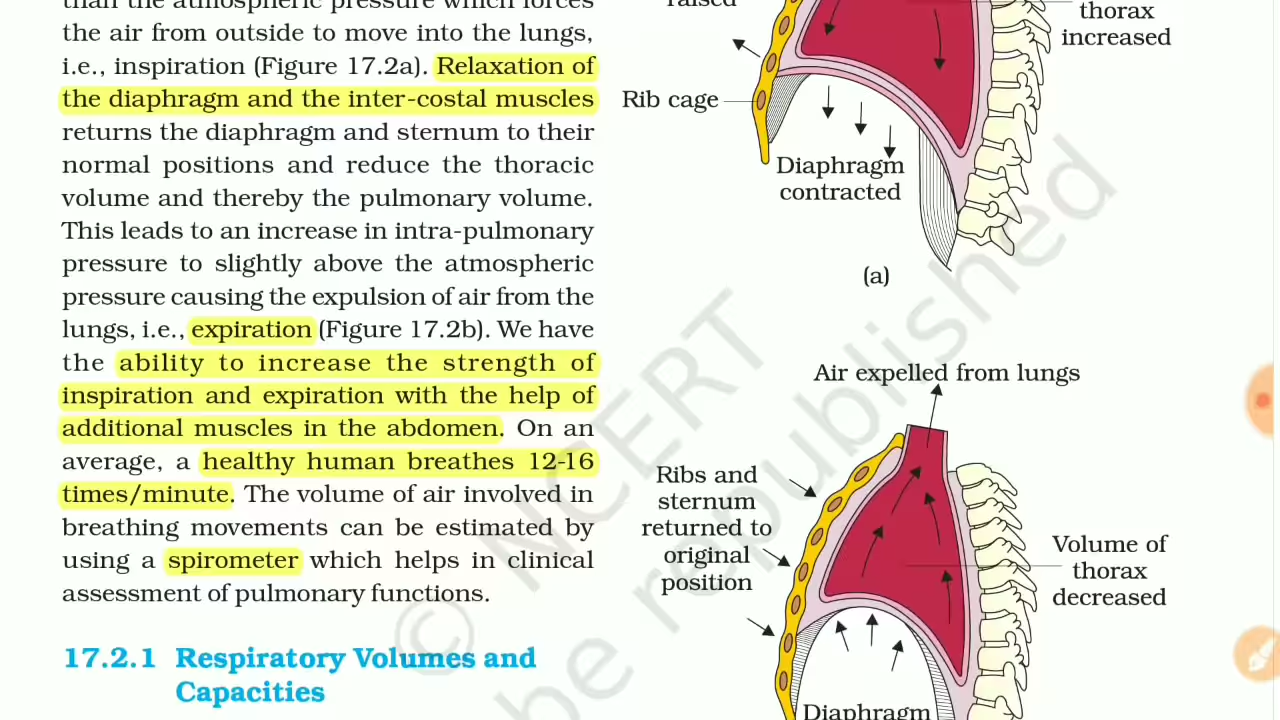 than the atmospheric pressure which forces
the air from outside to move into the lungs,
i.e., inspiration (Figure 17.2a). Relaxation of
the diaphragm and the inter-costal muscles
returns the diaphragm and sternum to their
normal positions and reduce the thoracic
volume and thereby the pulmonary volume.
This leads to an increase in intra-pulmonary
pressure to slightly above the atmospheric
pressure causing the expulsion of air from the
lungs, i.e., expiration (Figure 17.2b). We have
the ability to increase the strength of
inspiration and expiration with the help of
additional muscles in the abdomen. On an
average, a healthy human breathes 12-16
times/minute. The volume of air involved in
breathing movements can be estimated by
using a spirometer which helps in clinical
assessment of pulmonary functions.
17.2.1 Respiratory Volumes and
Capacities
raised
thorax
increased
Rib cage
Diaphragm
contracted
(a)
Air expelled from lungs
Ribs and
sternum
returned to
original
position
Volume of
thorax
decreased
Diaphragm
© NCERT
be republished